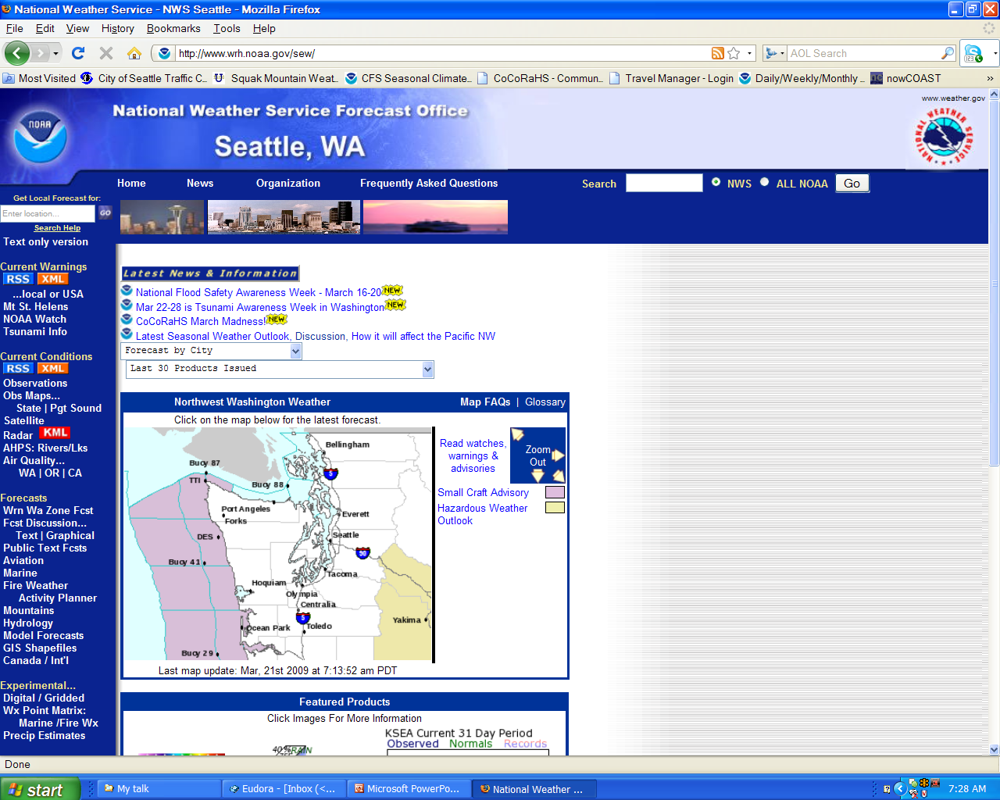 National Weather Service - NWS Seattle - Mozilla Firefox
File Edit View History Bookmarks Tools Help
http://www.wrh.noaa.gov/sew/
AOL Search
Most Visited City of Seattle Traffic C... Squak Mountain Weat... CFS Seasonal Climate... CoCoRaHS - Commun... Travel Manager - Login Daily/Weekly/Monthly ... nowCOAST »
www.weather.gov
NOAA
National Weather Service Forecast Office
Seattle, WA
NATIONAL WEATHER SERVICE
Home News Organization Frequently Asked Questions
Search NWS ALL NOAA Go
Get Local Forecast for:
Enter location... GO
Search Help
Text only version
Current Warnings
RSS XML
...local or USA
Mt St. Helens
NOAA Watch
Tsunami Info
Current Conditions
RSS XML
Observations
Obs Maps...
State | Pgt Sound
Satellite
Radar KML
AHPS: Rivers/Lks
Air Quality...
WA | OR | CA
Forecasts
Wrn Wa Zone Fcst
Fcst Discussion...
Text | Graphical
Public Text Fcsts
Aviation
Marine
Fire Weather
Activity Planner
Mountains
Hydrology
Model Forecasts
GIS Shapefiles
Canada / Int'l
Experimental...
Digital / Gridded
Wx Point Matrix:
Marine /Fire Wx
Precip Estimates
Latest News & Information
National Flood Safety Awareness Week - March 16-20 NEW
Mar 22-28 is Tsunami Awareness Week in Washington NEW
CoCoRaHS March Madness! NEW
Latest Seasonal Weather Outlook, Discussion, How it will affect the Pacific NW
Forecast by City
Last 30 Products Issued
Northwest Washington Weather Map FAQs | Glossary
Click on the map below for the latest forecast.
Bellingham
Buoy 87
TTI
Buoy 88
5
Port Angeles
Forks
Everett
DES
Seattle
Buoy 41
90
Tacoma
Hoquiam
Olympia
Centralia
5
Yakima
Ocean Park
Toledo
Buoy 29
Read watches,
warnings &
advisories
Zoom
Out
Small Craft Advisory
Hazardous Weather
Outlook
Last map update: Mar, 21st 2009 at 7:13:52 am PDT
Featured Products
Click Images For More Information
40% RAIN
KSEA Current 31 Day Period
Observed Normals Records
Done
start My talk Eudora - [Inbox (<... Microsoft PowerPo... National Weather ... 7:28 AM